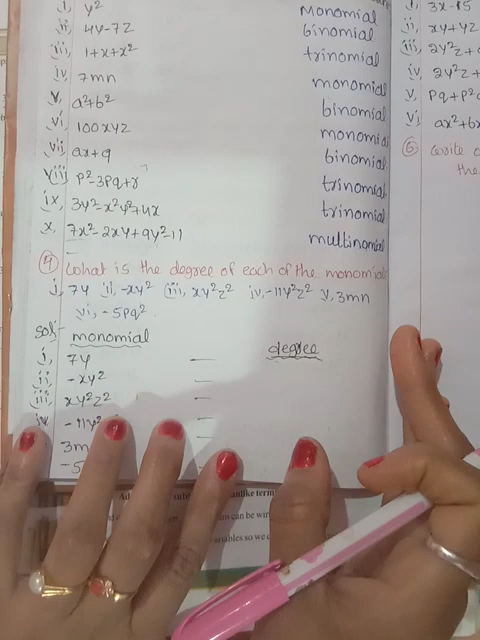 i, y² monomial
ii, 4y-7z binomial
iii, 1+x+x² trinomial
iv, 7mn monomial
v, a²+b² binomial
vi, 100xyz monomial
vii, ax+9 binomial
viii, p²-3pq+r trinomial
ix, 3y²-x²y²+4x trinomial
x, 7x²-2xy+9y²-11 multinomial
④ What is the degree of each of the monomials
i, 7y ii, -xy² iii, xy²z² iv, -11y²z² v, 3mn
vi, -5pq²
sol:- monomial degree
i, 7y —
ii, -xy² —
iii, xy²z² —
iv, -11y² —
3m
-5
i, 3x-15
ii, xy+yz
iii, 2y²z+
iv, 2y²z+
v, pq+p²q
vi, ax²+bx
⑤ write
the